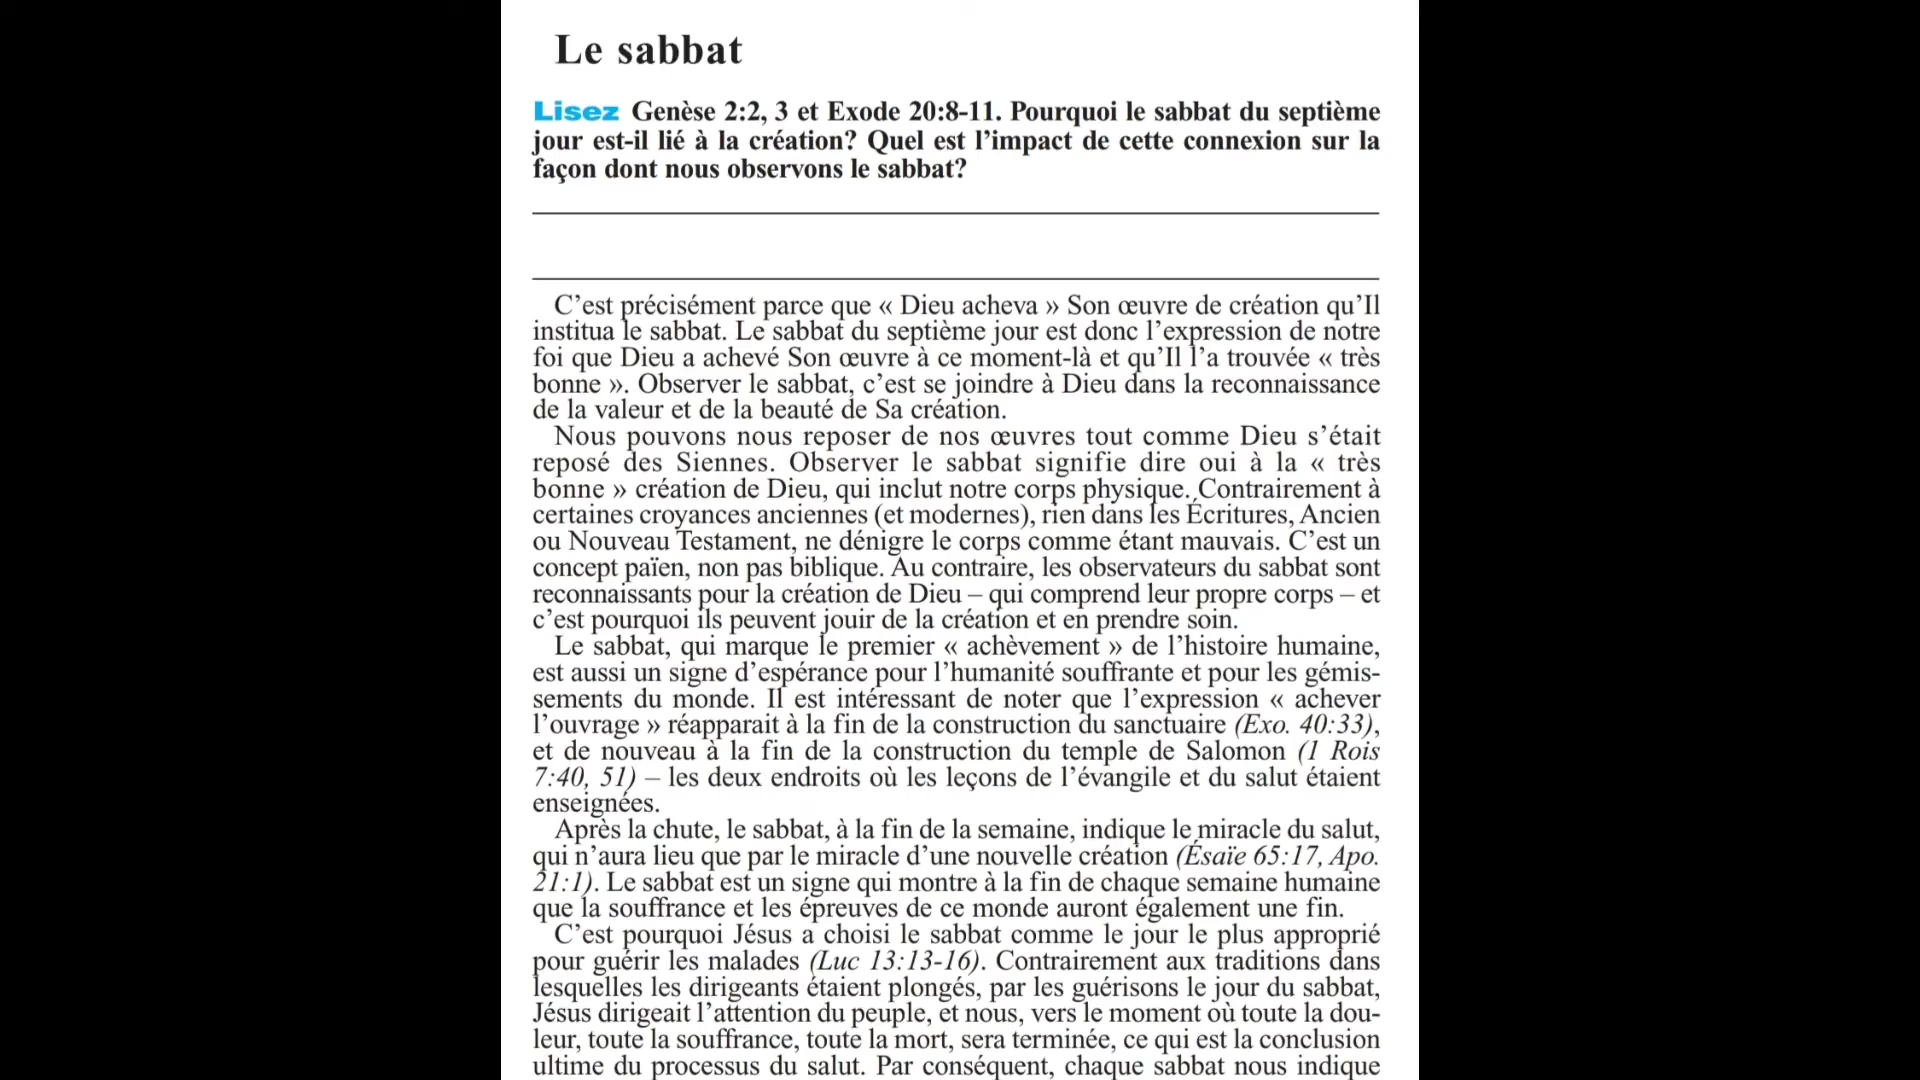 Le sabbat
Lisez Genèse 2:2, 3 et Exode 20:8-11. Pourquoi le sabbat du septième
jour est-il lié à la création? Quel est l’impact de cette connexion sur la
façon dont nous observons le sabbat?
C’est précisément parce que « Dieu acheva » Son œuvre de création qu’Il
institua le sabbat. Le sabbat du septième jour est donc l’expression de notre
foi que Dieu a achevé Son œuvre à ce moment-là et qu’Il l’a trouvée « très
bonne ». Observer le sabbat, c’est se joindre à Dieu dans la reconnaissance
de la valeur et de la beauté de Sa création.
Nous pouvons nous reposer de nos œuvres tout comme Dieu s’était
reposé des Siennes. Observer le sabbat signifie dire oui à la « très
bonne » création de Dieu, qui inclut notre corps physique. Contrairement à
certaines croyances anciennes (et modernes), rien dans les Écritures, Ancien
ou Nouveau Testament, ne dénigre le corps comme étant mauvais. C’est un
concept païen, non pas biblique. Au contraire, les observateurs du sabbat sont
reconnaissants pour la création de Dieu – qui comprend leur propre corps – et
c’est pourquoi ils peuvent jouir de la création et en prendre soin.
Le sabbat, qui marque le premier « achèvement » de l’histoire humaine,
est aussi un signe d’espérance pour l’humanité souffrante et pour les gémis-
sements du monde. Il est intéressant de noter que l’expression « achever
l’ouvrage » réapparait à la fin de la construction du sanctuaire (Exo. 40:33),
et de nouveau à la fin de la construction du temple de Salomon (1 Rois
7:40, 51) – les deux endroits où les leçons de l’évangile et du salut étaient
enseignées.
Après la chute, le sabbat, à la fin de la semaine, indique le miracle du salut,
qui n’aura lieu que par le miracle d’une nouvelle création (Ésaïe 65:17, Apo.
21:1). Le sabbat est un signe qui montre à la fin de chaque semaine humaine
que la souffrance et les épreuves de ce monde auront également une fin.
C’est pourquoi Jésus a choisi le sabbat comme le jour le plus approprié
pour guérir les malades (Luc 13:13-16). Contrairement aux traditions dans
lesquelles les dirigeants étaient plongés, par les guérisons le jour du sabbat,
Jésus dirigeait l’attention du peuple, et nous, vers le moment où toute la dou-
leur, toute la souffrance, toute la mort, sera terminée, ce qui est la conclusion
ultime du processus du salut. Par conséquent, chaque sabbat nous indique